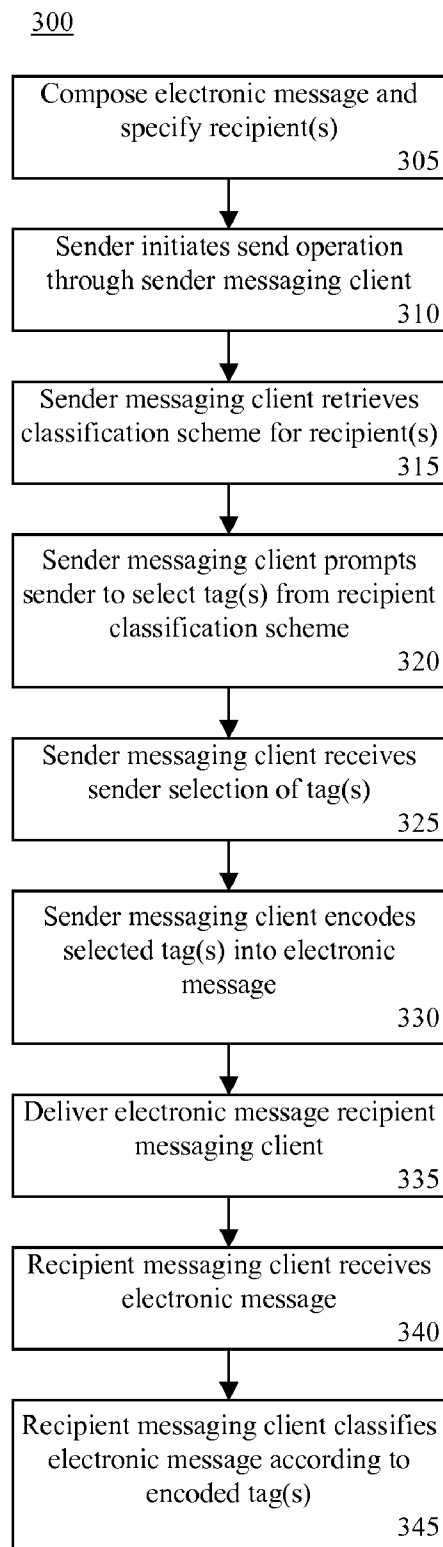 300
Compose electronic message and
specify recipient(s)
305
Sender initiates send operation
through sender messaging client
310
Sender messaging client retrieves
classification scheme for recipient(s)
315
Sender messaging client prompts
sender to select tag(s) from recipient
classification scheme
320
Sender messaging client receives
sender selection of tag(s)
325
Sender messaging client encodes
selected tag(s) into electronic
message
330
Deliver electronic message recipient
messaging client
335
Recipient messaging client receives
electronic message
340
Recipient messaging client classifies
electronic message according to
encoded tag(s)
345